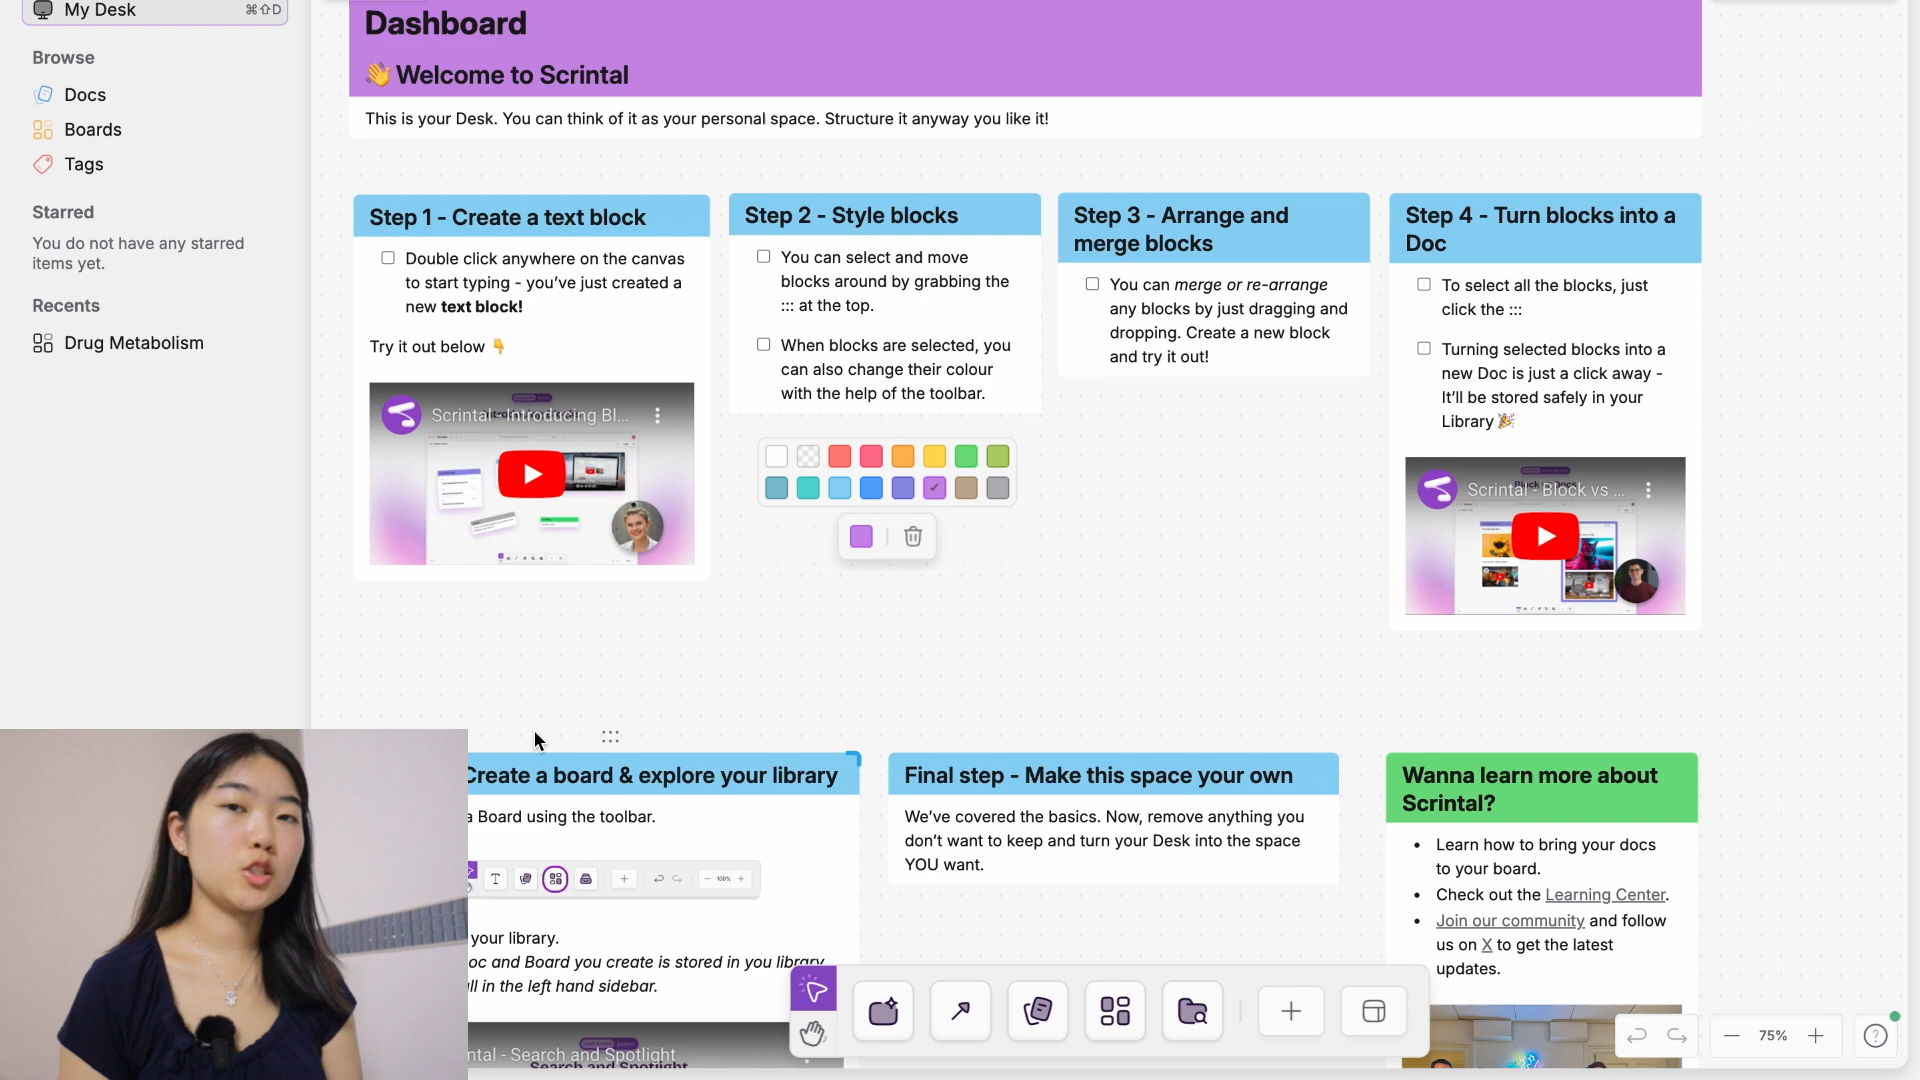 My Desk
⌘⇧D
Browse
Docs
Boards
Tags
Starred
You do not have any starred
items yet.
Recents
Drug Metabolism
Dashboard
👋 Welcome to Scrintal
This is your Desk. You can think of it as your personal space. Structure it anyway you like it!
Step 1 - Create a text block
Double click anywhere on the canvas
to start typing - you've just created a
new text block!
Try it out below 👇
Scrintal - Introducing Bl...
Step 2 - Style blocks
You can select and move
blocks around by grabbing the
::: at the top.
When blocks are selected, you
can also change their colour
with the help of the toolbar.
Step 3 - Arrange and
merge blocks
You can merge or re-arrange
any blocks by just dragging and
dropping. Create a new block
and try it out!
Step 4 - Turn blocks into a
Doc
To select all the blocks, just
click the :::
Turning selected blocks into a
new Doc is just a click away -
It'll be stored safely in your
Library 🎉
Scrintal - Block vs ...
Create a board & explore your library
a Board using the toolbar.
100%
your library.
oc and Board you create is stored in you library
ll in the left hand sidebar.
ntal - Search and Spotlight
Search and Spotlight
Final step - Make this space your own
We've covered the basics. Now, remove anything you
don't want to keep and turn your Desk into the space
YOU want.
Wanna learn more about
Scrintal?
• Learn how to bring your docs
to your board.
• Check out the Learning Center.
• Join our community and follow
us on X to get the latest
updates.
75%